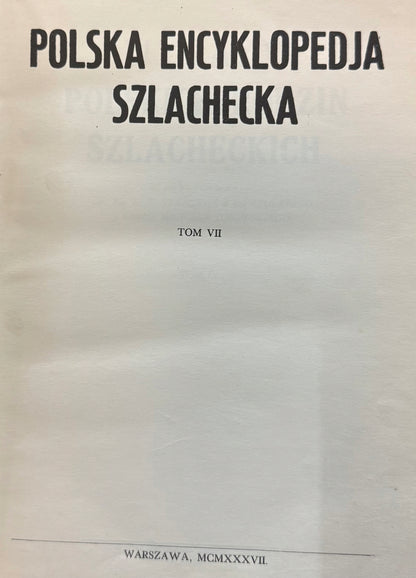 POLSKA ENCYKLOPEDJA
SZLACHECKA
TOM VII
WARSZAWA, MCMXXXVII.